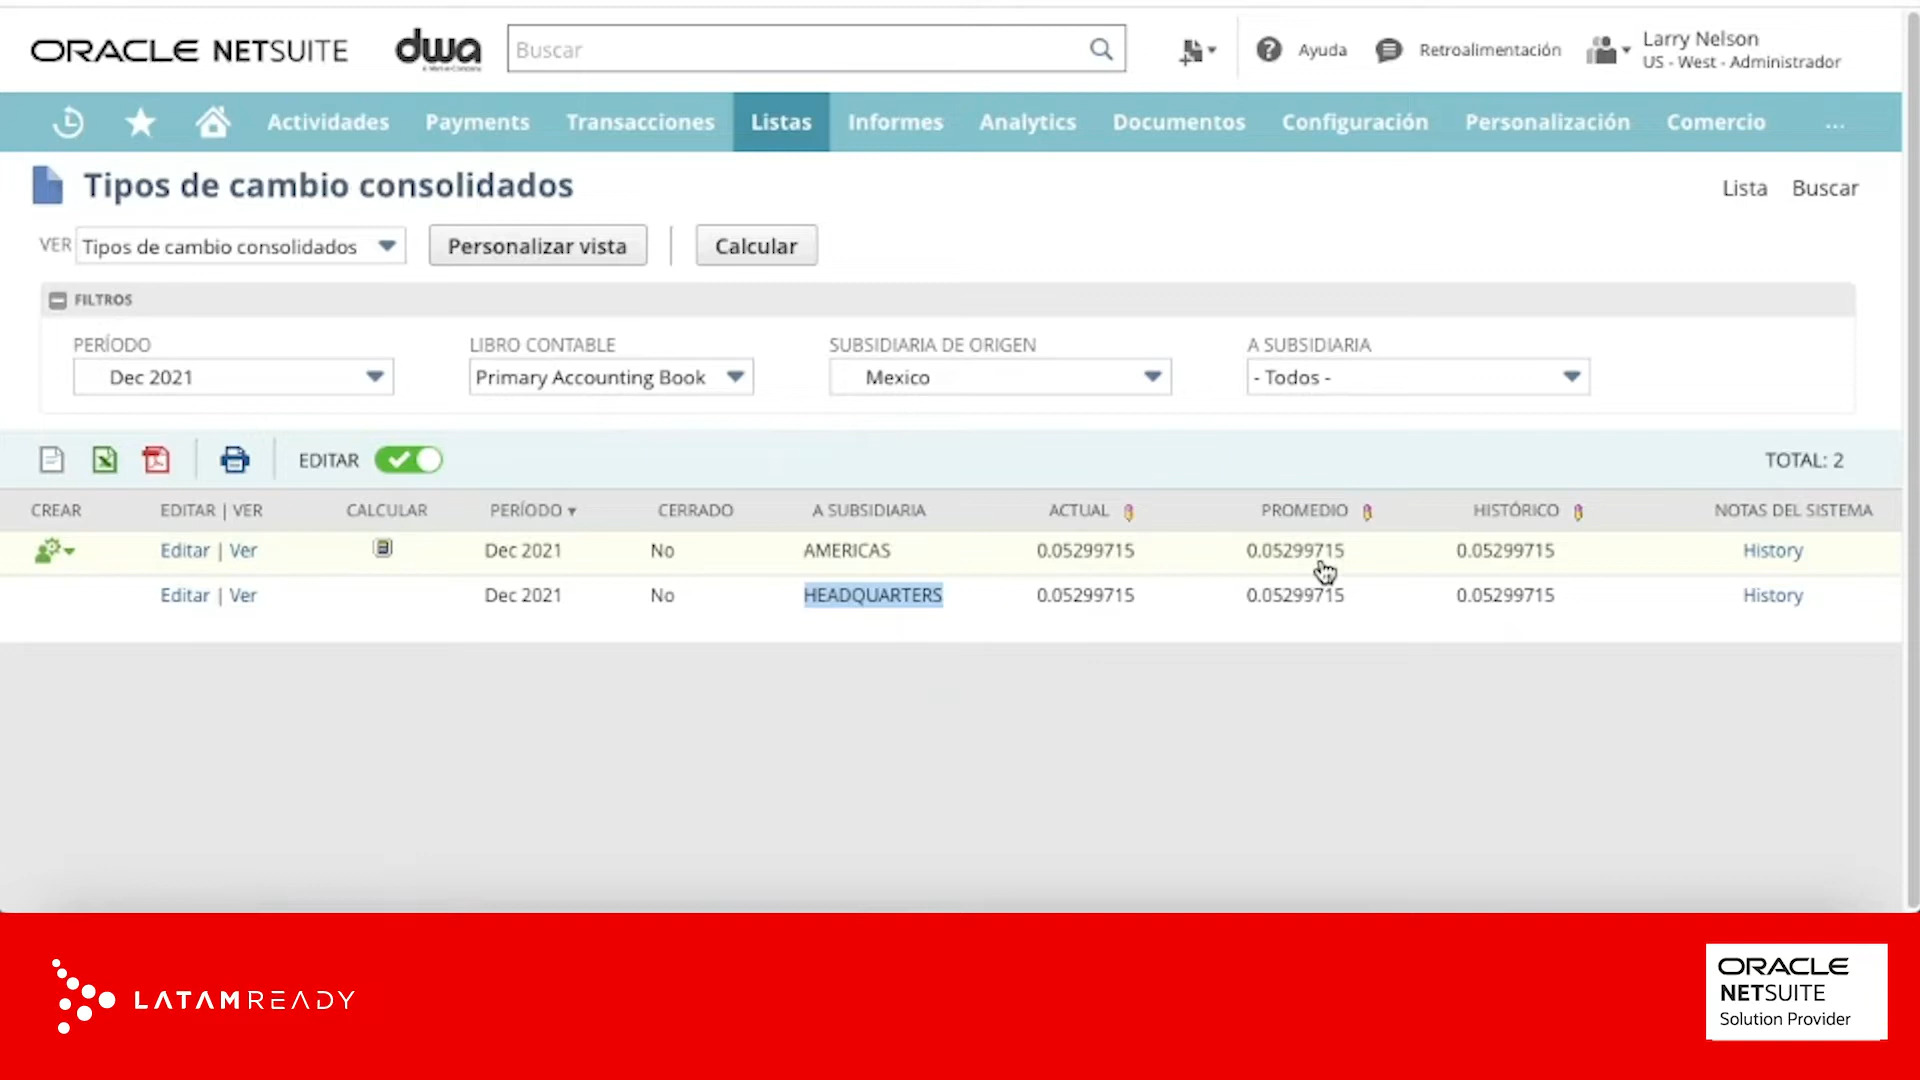 ORACLE NETSUITE
dwa
Buscar
Ayuda
Retroalimentación
Larry Nelson
US - West - Administrador
Actividades
Payments
Transacciones
Listas
Informes
Analytics
Documentos
Configuración
Personalización
Comercio
...
Tipos de cambio consolidados
Lista
Buscar
VER
Tipos de cambio consolidados
Personalizar vista
Calcular
FILTROS
PERÍODO
LIBRO CONTABLE
SUBSIDIARIA DE ORIGEN
A SUBSIDIARIA
Dec 2021
Primary Accounting Book
Mexico
- Todos -
EDITAR
TOTAL: 2
CREAR EDITAR | VER CALCULAR PERÍODO CERRADO A SUBSIDIARIA ACTUAL PROMEDIO HISTÓRICO NOTAS DEL SISTEMA
Editar | Ver Dec 2021 No AMERICAS 0.05299715 0.05299715 0.05299715 History
Editar | Ver Dec 2021 No HEADQUARTERS 0.05299715 0.05299715 0.05299715 History
LATAMREADY
ORACLE
NETSUITE
Solution Provider